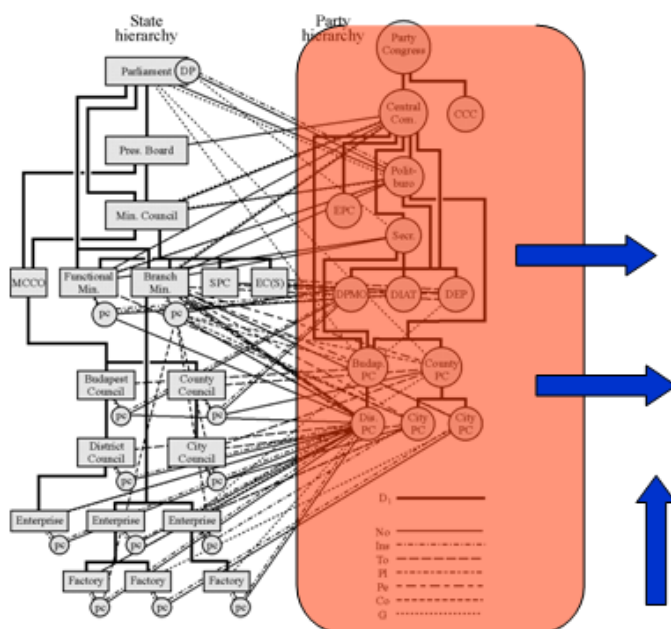 State
hierarchy
Party
hierarchy
Parliament
DP
Party
Congress
Central
Com.
CCC
Pres. Board
Polit-
buro
EPC
Min. Council
Secr.
MCCO
Functional
Min.
Branch
Min.
SPC
EC(S)
DPMO
DIAT
DEP
pc
pc
Budap.
PC
County
PC
Budapest
Council
County
Council
pc
pc
Dis.
PC
City
PC
City
PC
District
Council
City
Council
pc
pc
Enterprise
Enterprise
Enterprise
pc
pc
pc
Factory
Factory
Factory
pc
pc
pc
D₁
No
Ins
To
Pl
Pe
Co
G